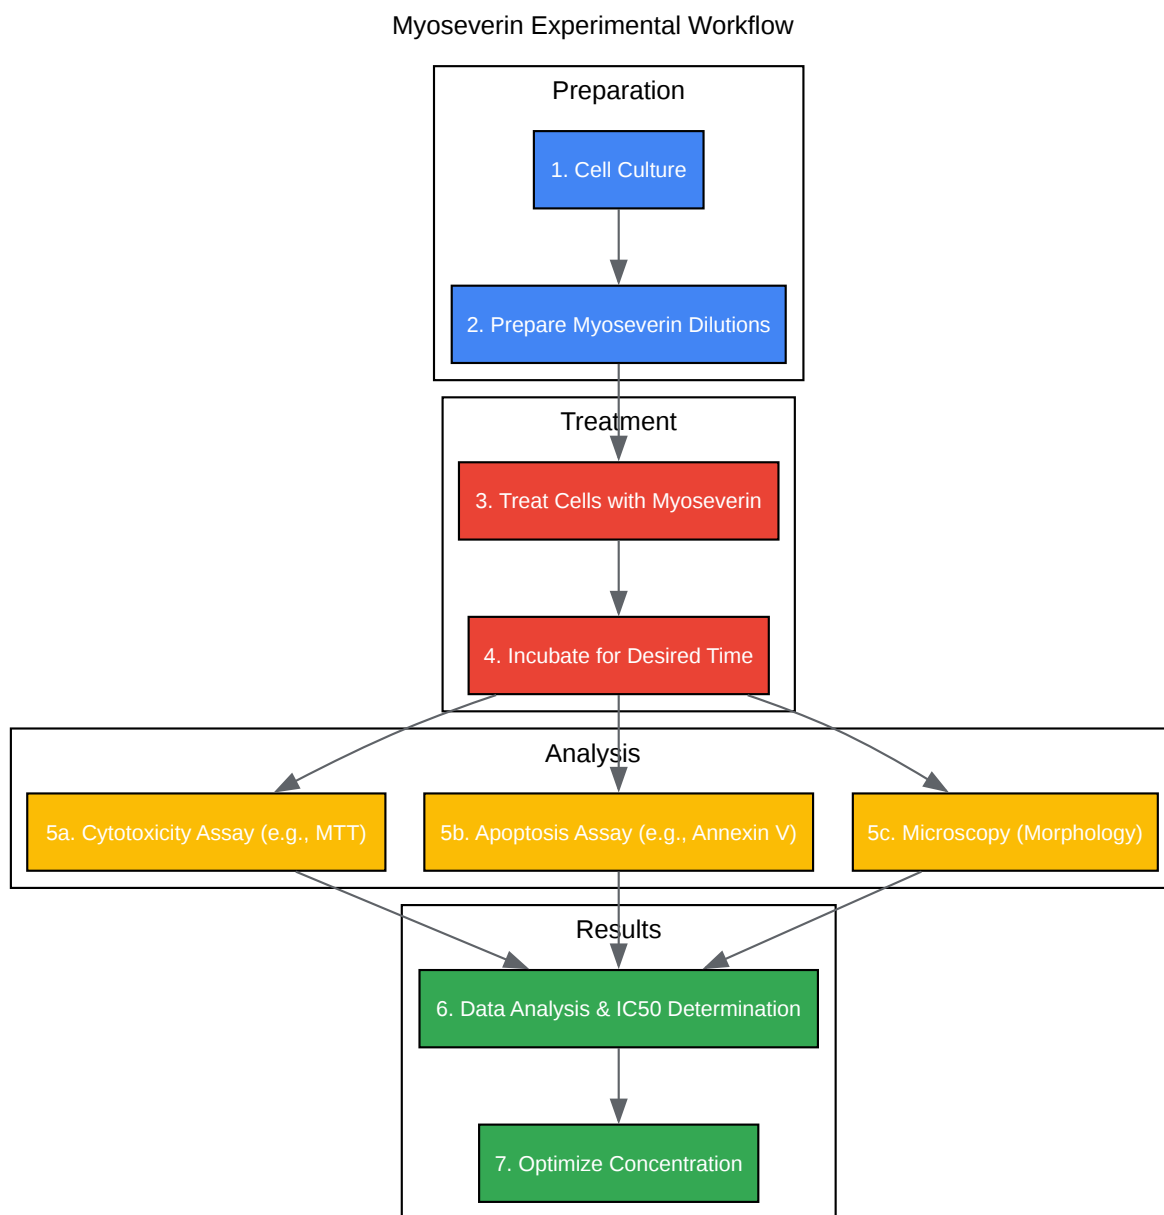 Myoseverin Experimental Workflow
Preparation
1. Cell Culture
2. Prepare Myoseverin Dilutions
Treatment
3. Treat Cells with Myoseverin
4. Incubate for Desired Time
Analysis
5a. Cytotoxicity Assay (e.g., MTT)
5b. Apoptosis Assay (e.g., Annexin V)
5c. Microscopy (Morphology)
Results
6. Data Analysis & IC50 Determination
7. Optimize Concentration